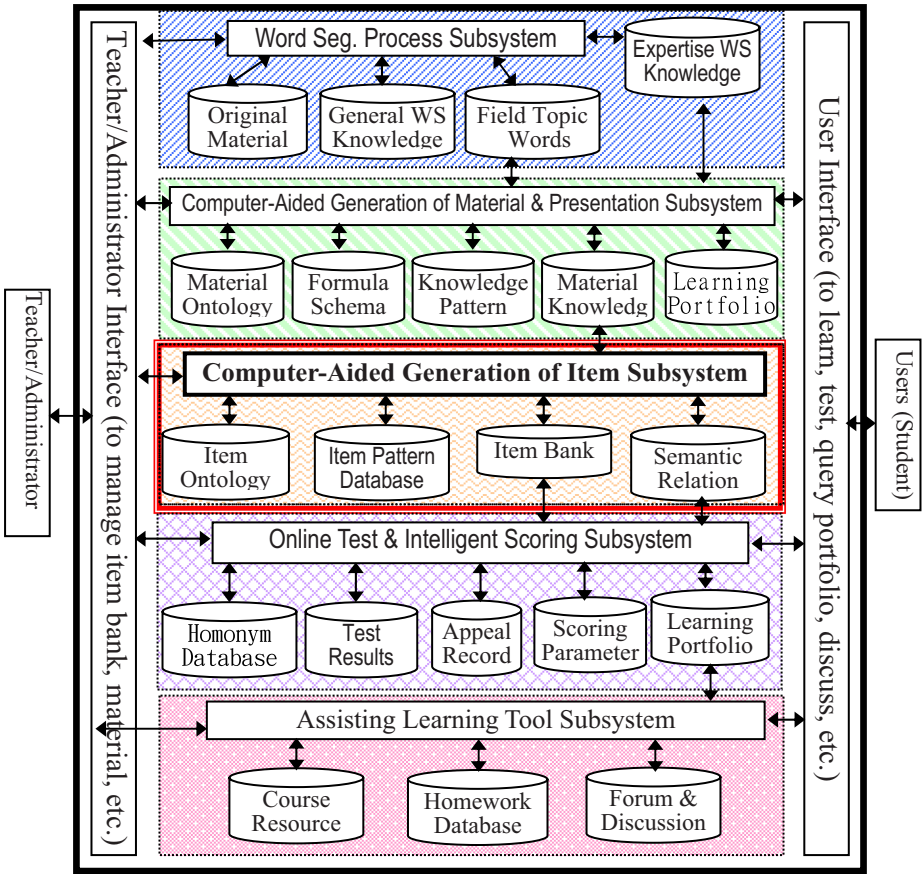 Teacher/Administrator
Teacher/Administrator Interface (to manage item bank, material, etc.)
Word Seg. Process Subsystem
Expertise WS
Knowledge
Original
Material
General WS
Knowledge
Field Topic
Words
Computer-Aided Generation of Material & Presentation Subsystem
Material
Ontology
Formula
Schema
Knowledge
Pattern
Material
Knowledg
Learning
Portfolio
Computer-Aided Generation of Item Subsystem
Item
Ontology
Item Pattern
Database
Item Bank
Semantic
Relation
Online Test & Intelligent Scoring Subsystem
Homonym
Database
Test
Results
Appeal
Record
Scoring
Parameter
Learning
Portfolio
Assisting Learning Tool Subsystem
Course
Resource
Homework
Database
Forum &
Discussion
User Interface (to learn, test, query portfolio, discuss, etc.)
Users (Student)